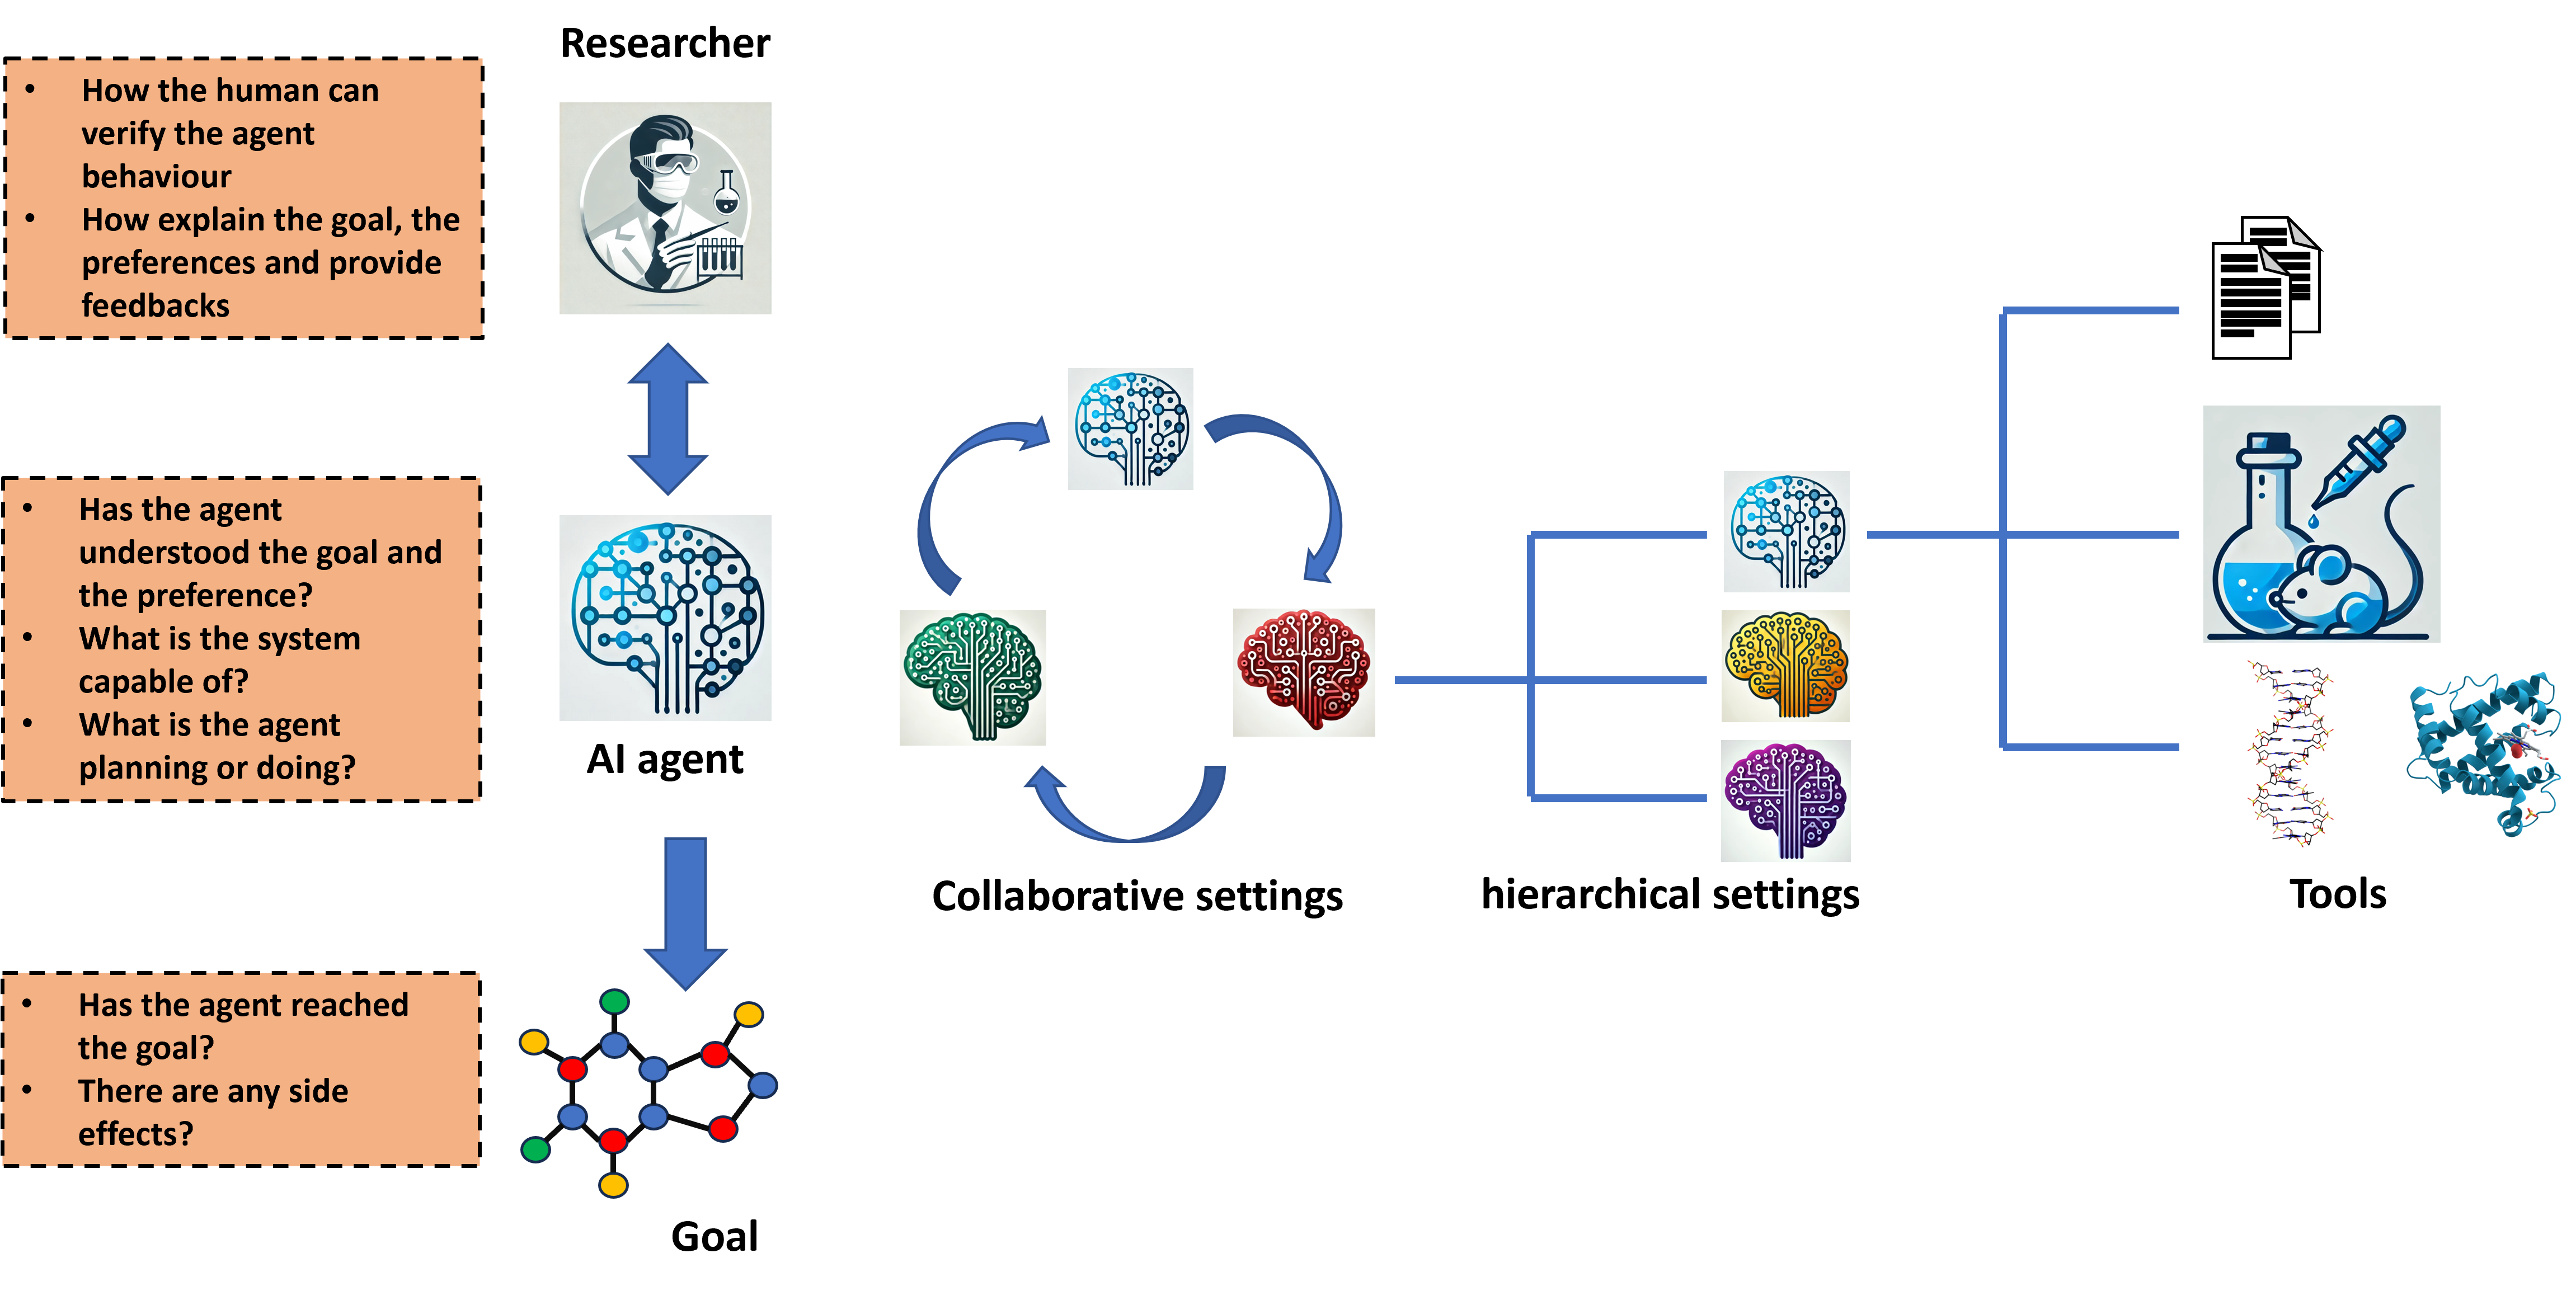 Researcher
• How the human can
verify the agent
behaviour
• How explain the goal, the
preferences and provide
feedbacks
• Has the agent
understood the goal and
the preference?
• What is the system
capable of?
• What is the agent
planning or doing?
AI agent
Collaborative settings
hierarchical settings
Tools
• Has the agent reached
the goal?
• There are any side
effects?
Goal